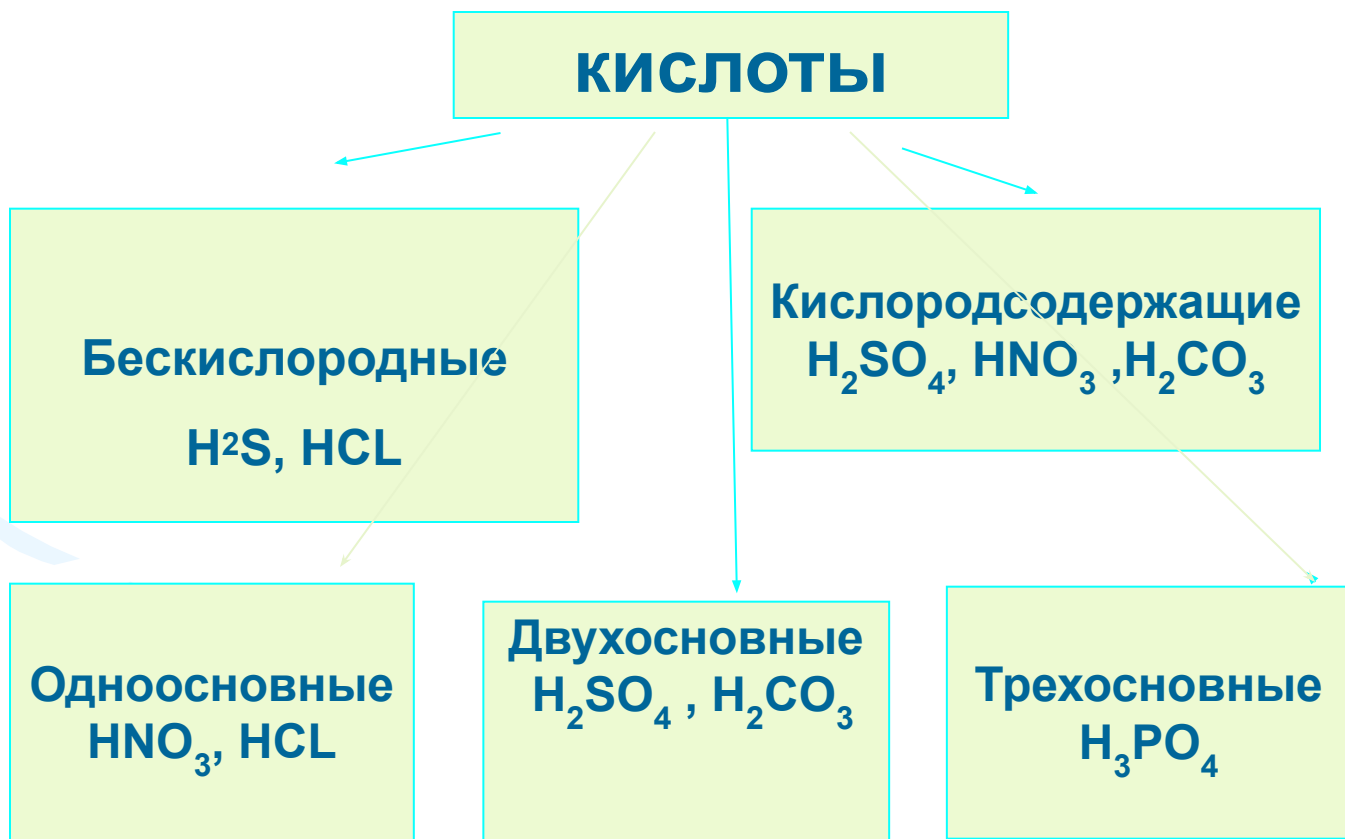 кислоты
Бескислородные
H²S, HCL
Кислородсодержащие
H₂SO₄, HNO₃ ,H₂CO₃
Одноосновные
HNO₃, HCL
Двухосновные
H₂SO₄ , H₂CO₃
Трехосновные
H₃PO₄